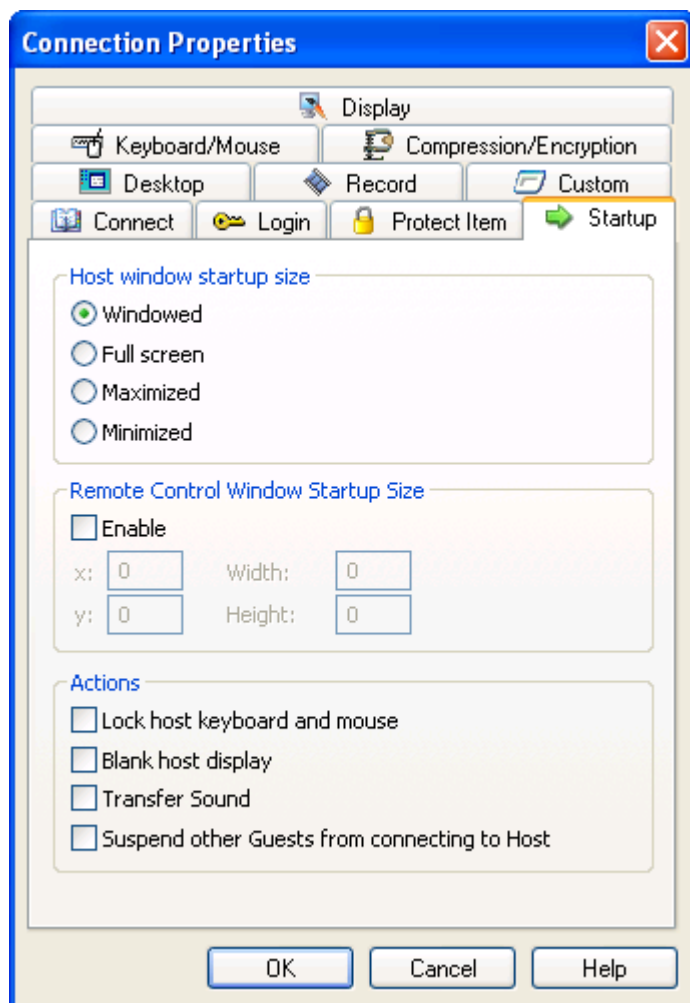 Connection Properties
Display
Keyboard/Mouse Compression/Encryption
Desktop Record Custom
Connect Login Protect Item Startup
Host window startup size
Windowed
Full screen
Maximized
Minimized
Remote Control Window Startup Size
Enable
x: 0 Width: 0
y: 0 Height: 0
Actions
Lock host keyboard and mouse
Blank host display
Transfer Sound
Suspend other Guests from connecting to Host
OK Cancel Help